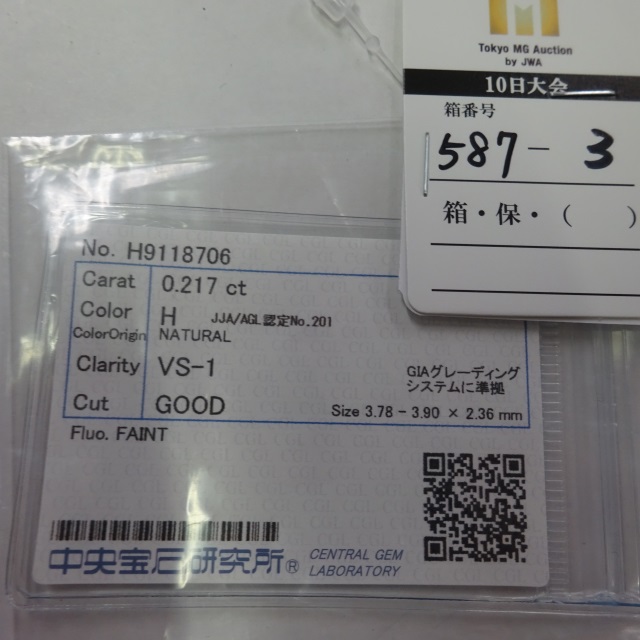 Tokyo MG Auction
by JWA
10日大会
箱番号
587-3
箱・保・(  )
No. H9118706
Carat 0.217 ct
Color H JJA/AGL認定No.201
ColorOrigin NATURAL
Clarity VS-1
GIAグレーディング
システムに準拠
Cut GOOD
Size 3.78 - 3.90 × 2.36 mm
Fluo. FAINT
中央宝石研究所®
CENTRAL GEM
LABORATORY